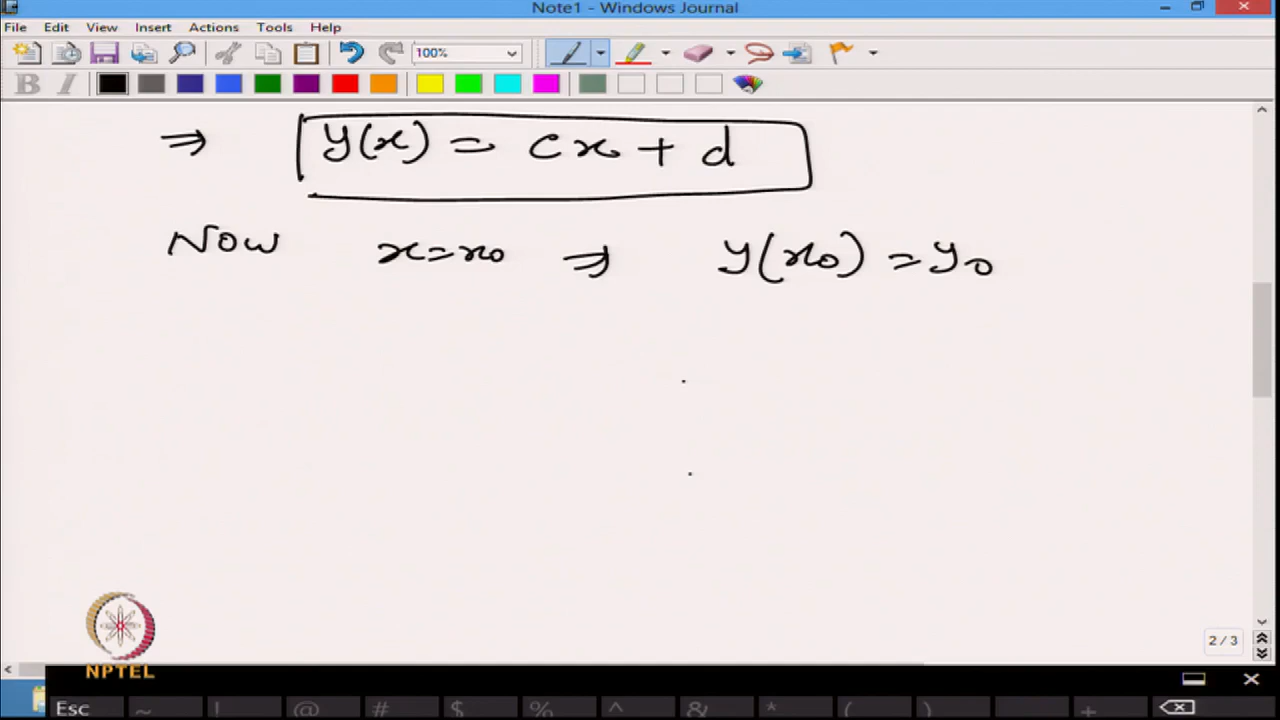 Note1 - Windows Journal
File Edit View Insert Actions Tools Help
100%
B I
⇒ y(x) = cx + d
Now x=x0 ⇒ y(x0) = y0
2 / 3
NPTEL
Esc ~ ! @ # $ % ^ & * ( ) _ +